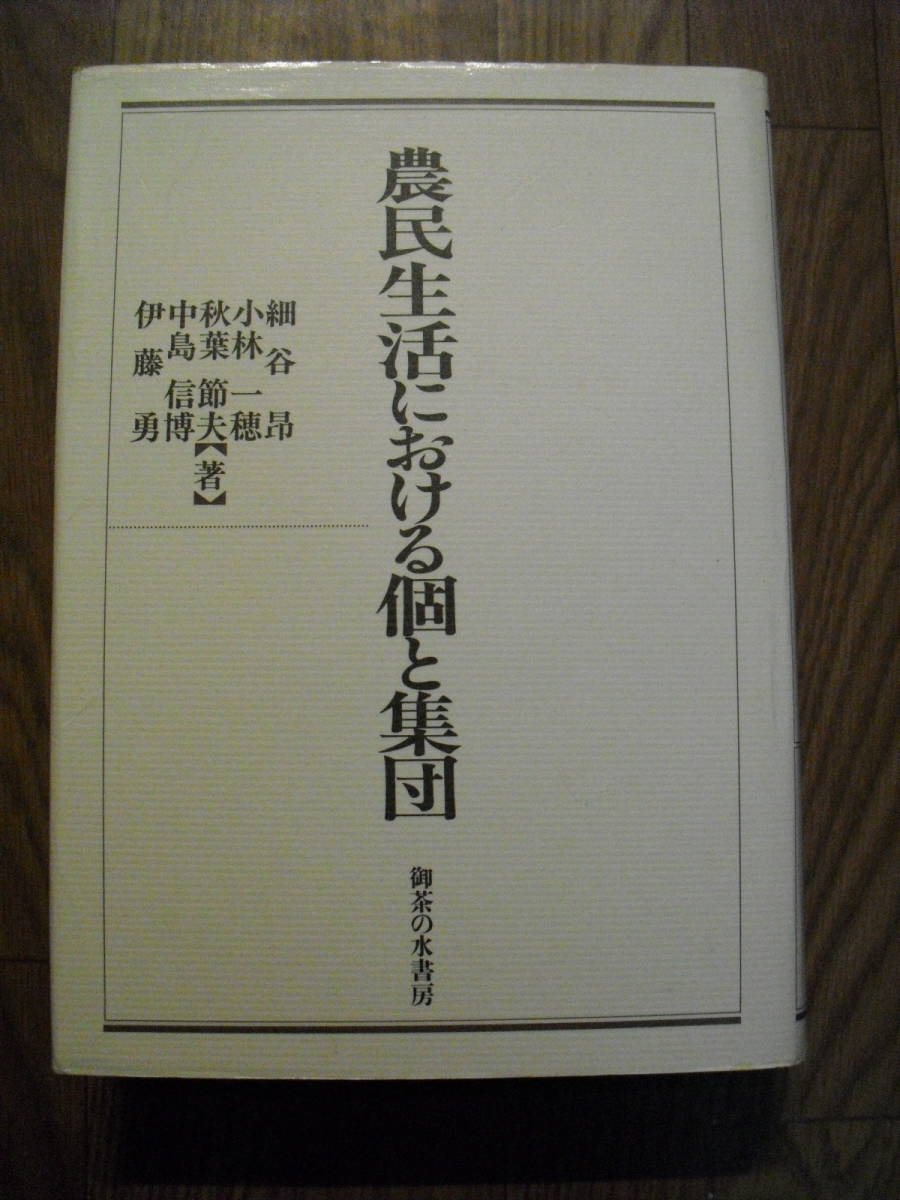 農民生活における個と集団
細谷 昂
小林 一穂
秋葉 節夫
中島 信博
伊藤 勇
【著】
御茶の水書房